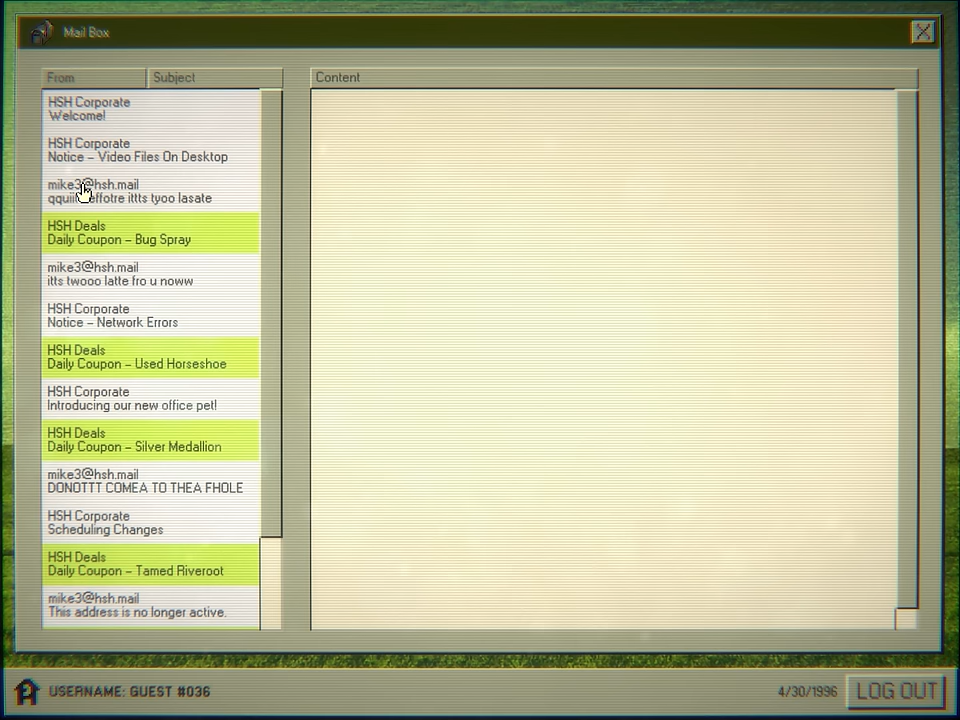 Mail Box
From Subject Content
HSH Corporate
Welcome!
HSH Corporate
Notice - Video Files On Desktop
mike3@hsh.mail
effotre ittts tyoo lasate
HSH Deals
Daily Coupon - Bug Spray
mike3@hsh.mail
itts twooo latte fro u noww
HSH Corporate
Notice - Network Errors
HSH Deals
Daily Coupon - Used Horseshoe
HSH Corporate
Introducing our new office pet!
HSH Deals
Daily Coupon - Silver Medallion
mike3@hsh.mail
DONOTTT COMEA TO THEA FHOLE
HSH Corporate
Scheduling Changes
HSH Deals
Daily Coupon - Tamed Riveroot
mike3@hsh.mail
This address is no longer active.
USERNAME: GUEST #036
4/30/1996
LOG OUT